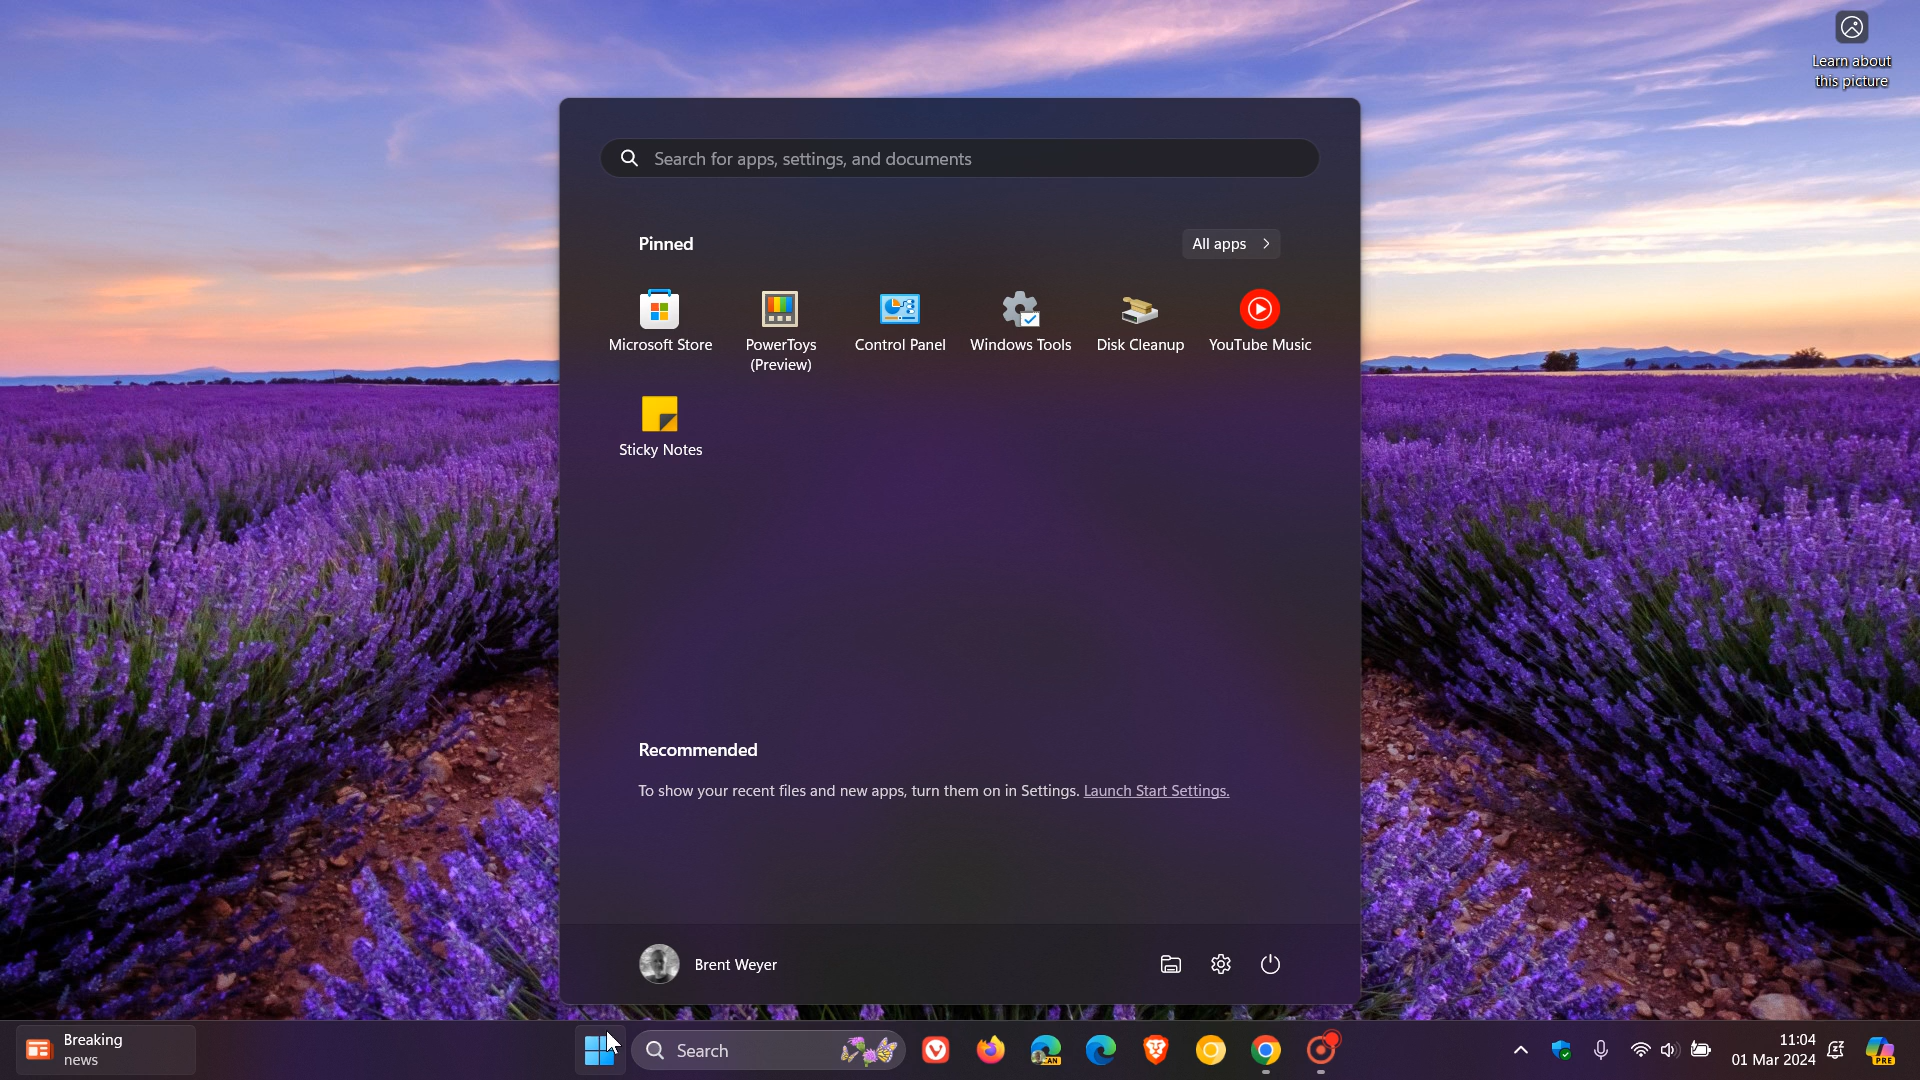 Learn about
this picture
Search for apps, settings, and documents
Pinned
All apps
Microsoft Store
PowerToys
(Preview)
Control Panel
Windows Tools
Disk Cleanup
YouTube Music
Sticky Notes
Recommended
To show your recent files and new apps, turn them on in Settings. Launch Start Settings.
Brent Weyer
Breaking
news
Search
CAN
11:04
01 Mar 2024
PRE